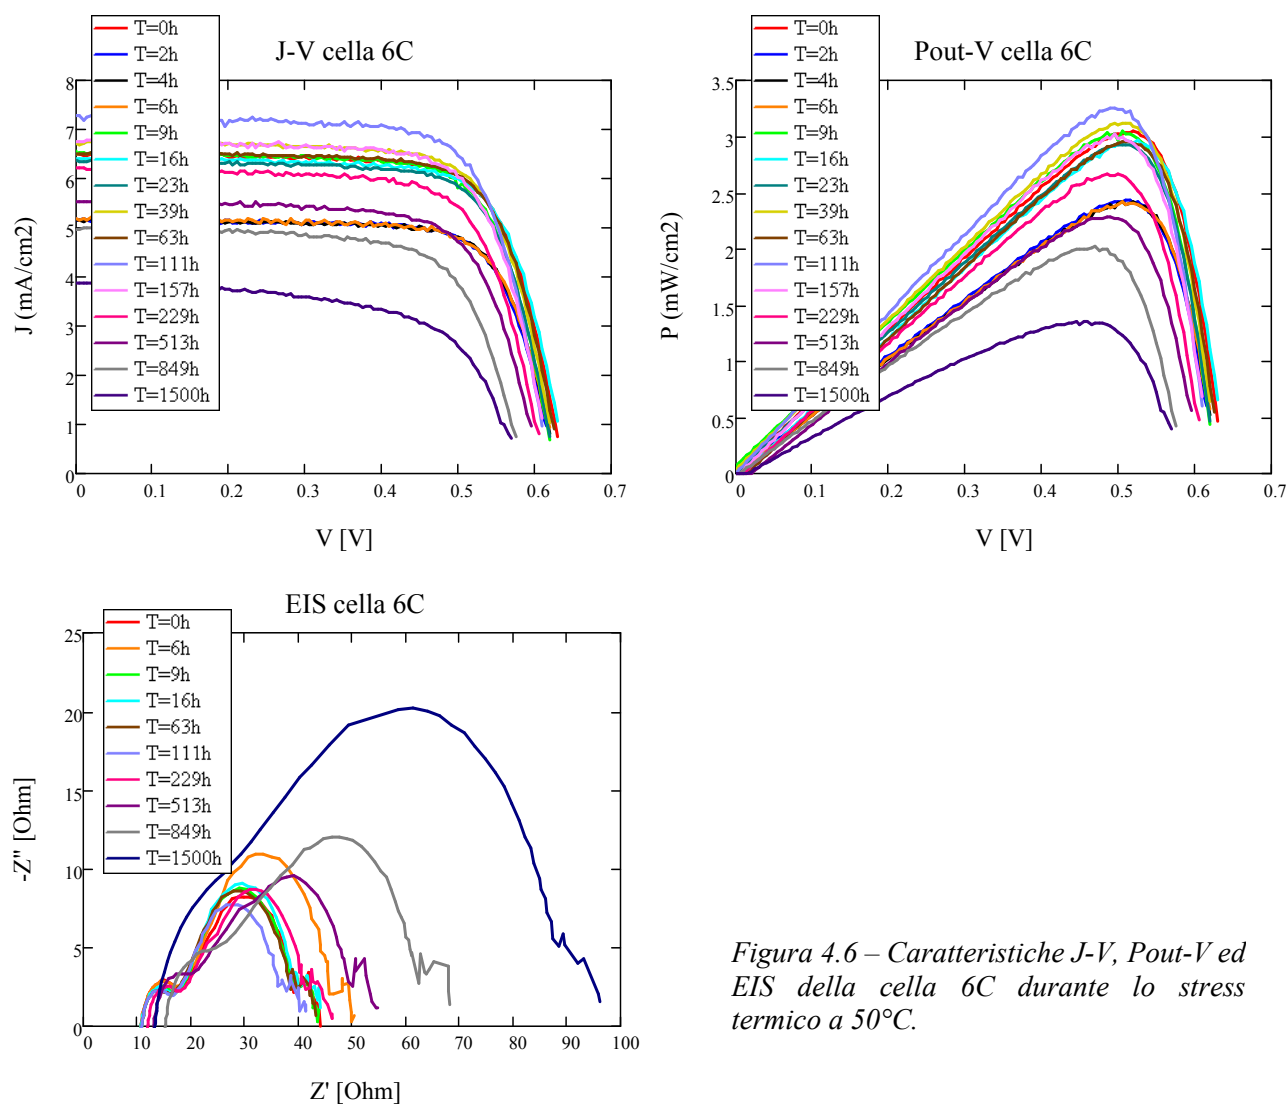 J-V cella 6C
T=0h
T=2h
T=4h
T=6h
T=9h
T=16h
T=23h
T=39h
T=63h
T=111h
T=157h
T=229h
T=513h
T=849h
T=1500h
J (mA/cm2)
8
7
6
5
4
3
2
1
0
0 0.1 0.2 0.3 0.4 0.5 0.6 0.7
V [V]
Pout-V cella 6C
T=0h
T=2h
T=4h
T=6h
T=9h
T=16h
T=23h
T=39h
T=63h
T=111h
T=157h
T=229h
T=513h
T=849h
T=1500h
P (mW/cm2)
3.5
3
2.5
2
1.5
1
0.5
0
0 0.1 0.2 0.3 0.4 0.5 0.6 0.7
V [V]
EIS cella 6C
T=0h
T=6h
T=9h
T=16h
T=63h
T=111h
T=229h
T=513h
T=849h
T=1500h
-Z" [Ohm]
25
20
15
10
5
0
0 10 20 30 40 50 60 70 80 90 100
Z' [Ohm]
Figura 4.6 – Caratteristiche J-V, Pout-V ed
EIS della cella 6C durante lo stress
termico a 50°C.